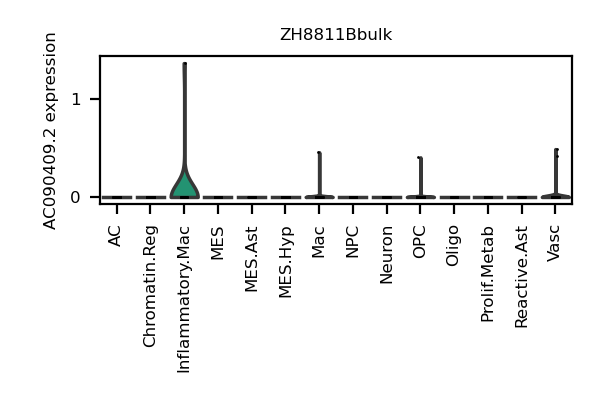 ZH8811Bbulk
AC090409.2 expression
1
0
AC
Chromatin.Reg
Inflammatory.Mac
MES
MES.Ast
MES.Hyp
Mac
NPC
Neuron
OPC
Oligo
Prolif.Metab
Reactive.Ast
Vasc